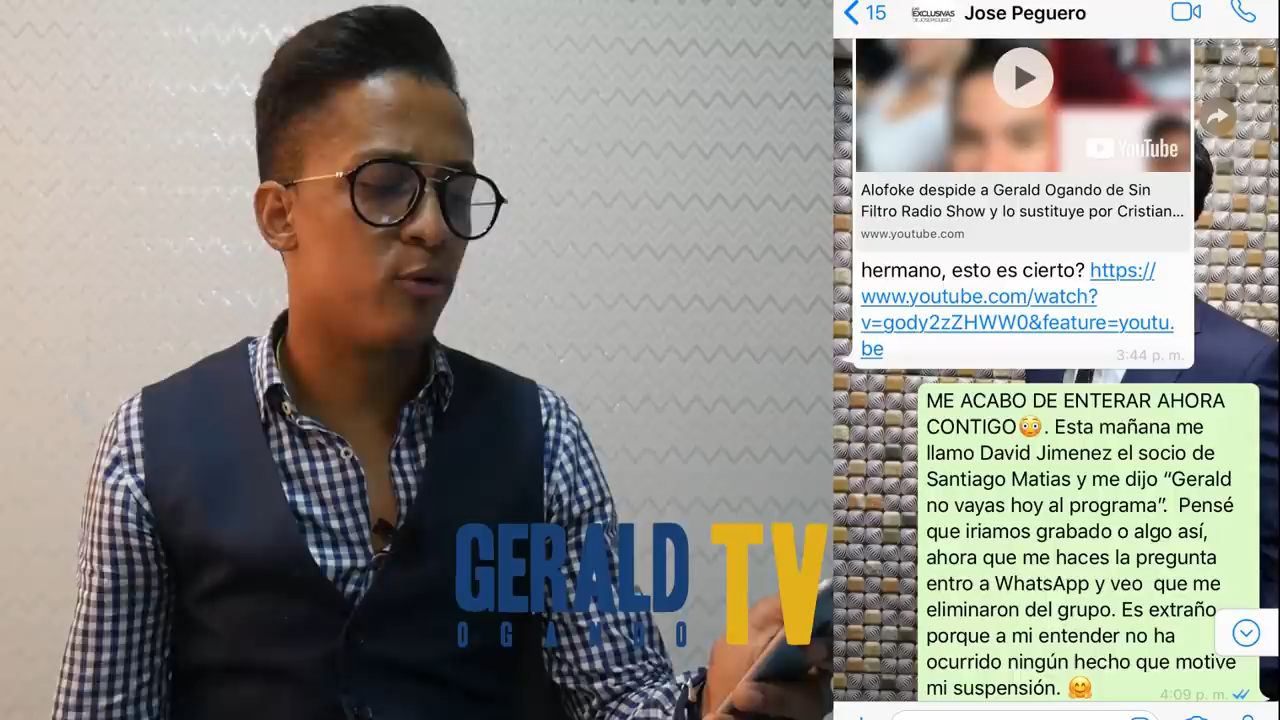 GERALD TV
OGANDO
15
LAS
EXCLUSIVAS
DE JOSE PEGUERO
Jose Peguero
YouTube
Alofoke despide a Gerald Ogando de Sin
Filtro Radio Show y lo sustituye por Cristian...
www.youtube.com
hermano, esto es cierto? https://
www.youtube.com/watch?
v=gody2zZHWW0&feature=youtu.
be
3:44 p. m.
ME ACABO DE ENTERAR AHORA
CONTIGO😳. Esta mañana me
llamo David Jimenez el socio de
Santiago Matias y me dijo “Gerald
no vayas hoy al programa”. Pensé
que iriamos grabado o algo así,
ahora que me haces la pregunta
entro a WhatsApp y veo que me
eliminaron del grupo. Es extraño
porque a mi entender no ha
ocurrido ningún hecho que motive
mi suspensión. 🤗
4:09 p. m.